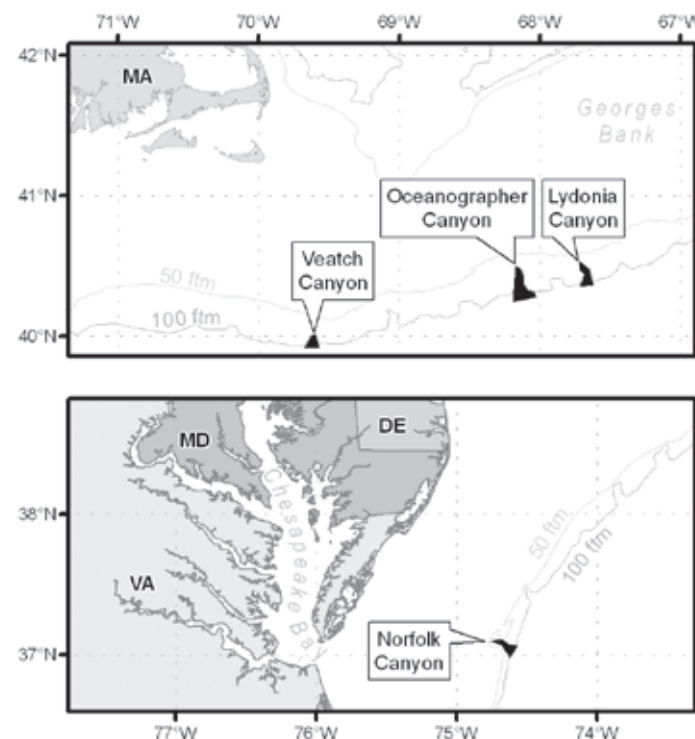 71°W 70°W 69°W 68°W 67°W
42°N
MA
Georges
Bank
41°N
Oceanographer
Canyon
Lydonia
Canyon
Veatch
Canyon
50 ftm
100 ftm
40°N
MD
DE
Chesapeake Ba
38°N
50 ftm
100 ftm
VA
37°N
Norfolk
Canyon
77°W 76°W 75°W 74°W